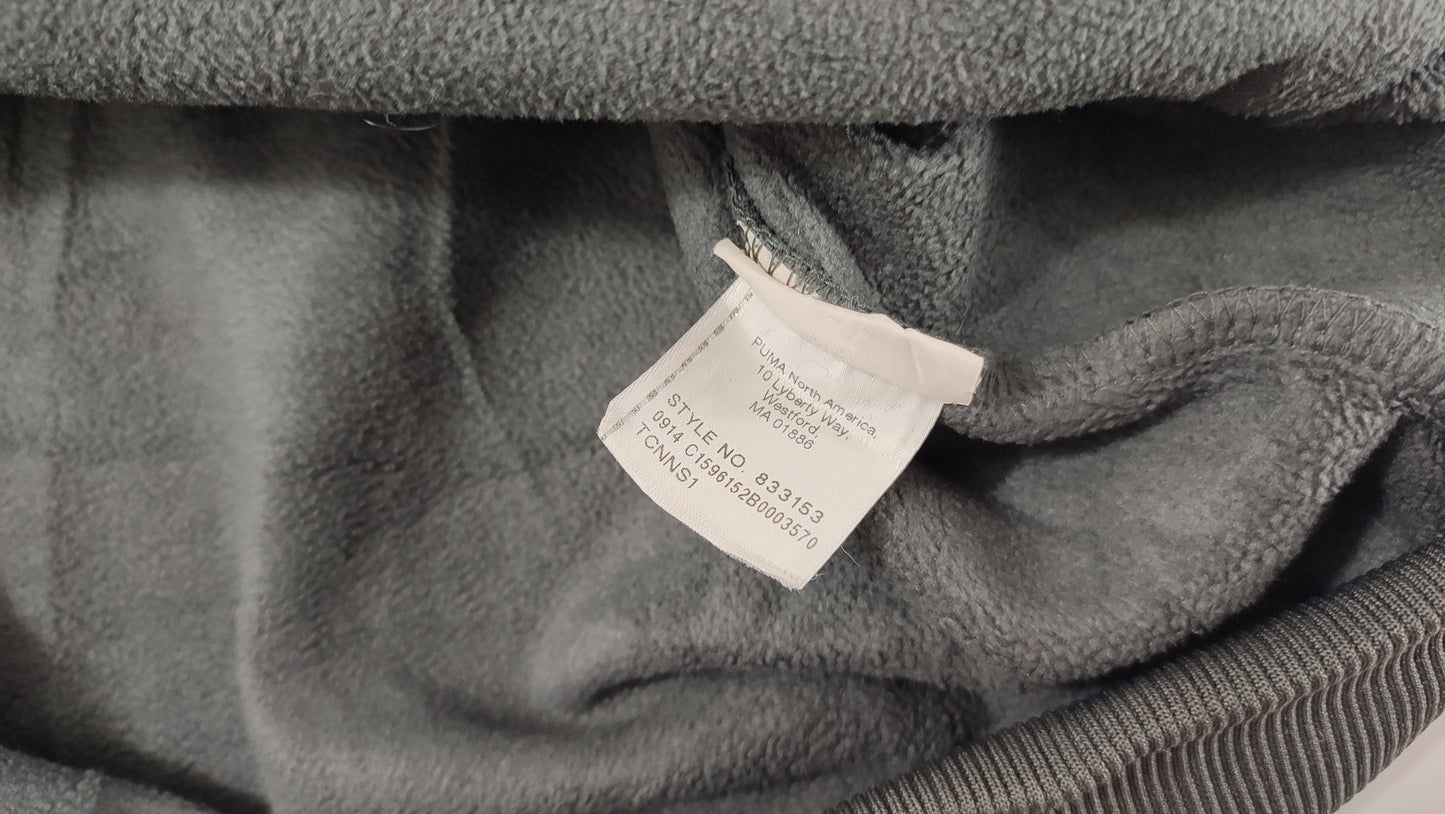 PUMA North America,
10 Lyberty Way,
Westford,
MA 01886
STYLE NO. 833153
0914 C1596152B0003570
TCNNS1